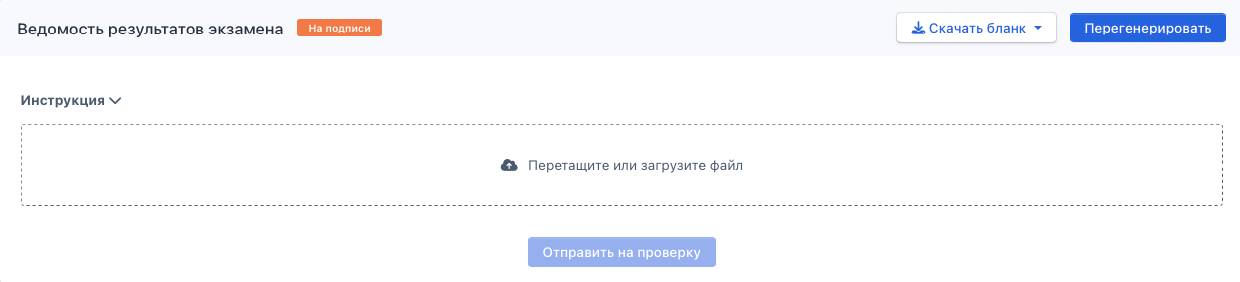 Ведомость результатов экзамена На подписи Скачать бланк Перегенерировать
Инструкция
Перетащите или загрузите файл
Отправить на проверку